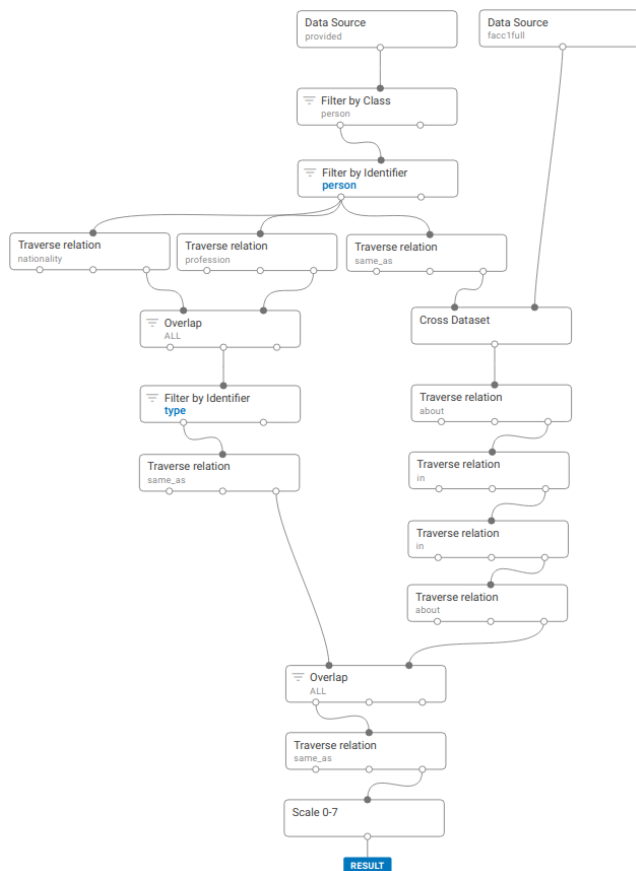 Data Source
provided
Data Source
facc1full
Filter by Class
person
Filter by Identifier
person
Traverse relation
nationality
Traverse relation
profession
Traverse relation
same_as
Overlap
ALL
Cross Dataset
Filter by Identifier
type
Traverse relation
about
Traverse relation
same_as
Traverse relation
in
Traverse relation
in
Traverse relation
about
Overlap
ALL
Traverse relation
same_as
Scale 0-7
RESULT